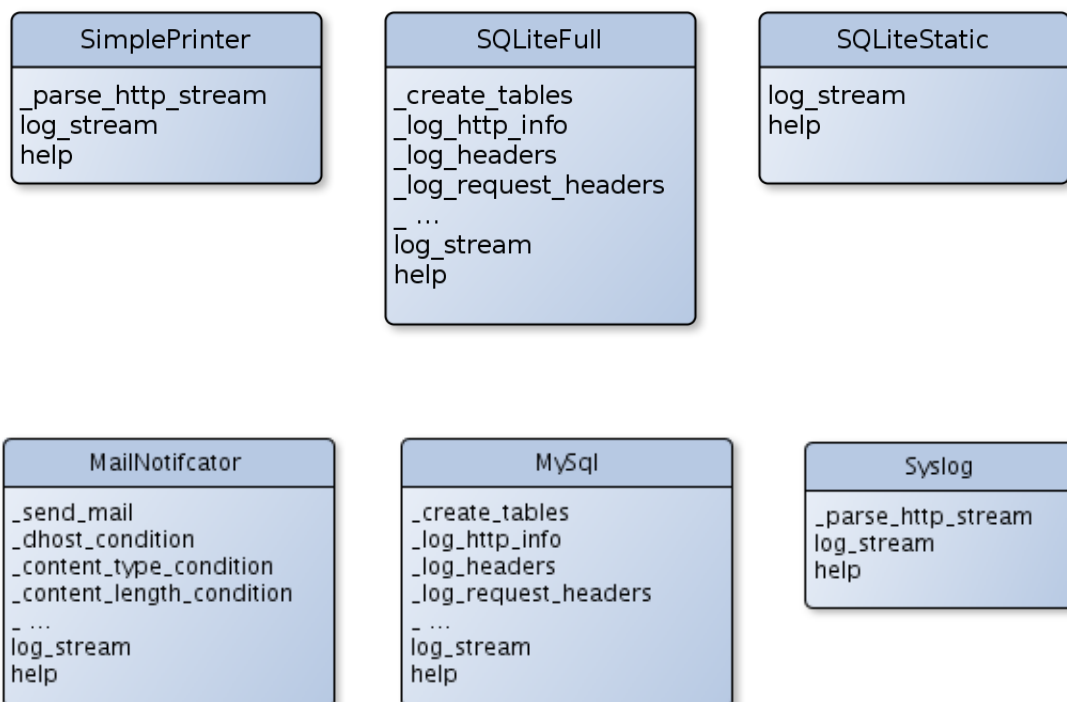 SimplePrinter
_parse_http_stream
log_stream
help
SQLiteFull
_create_tables
_log_http_info
_log_headers
_log_request_headers
_ ...
log_stream
help
SQLiteStatic
log_stream
help
MailNotifcator
_send_mail
_dhost_condition
_content_type_condition
_content_length_condition
_ ...
log_stream
help
MySql
_create_tables
_log_http_info
_log_headers
_log_request_headers
_ ...
log_stream
help
Syslog
_parse_http_stream
log_stream
help